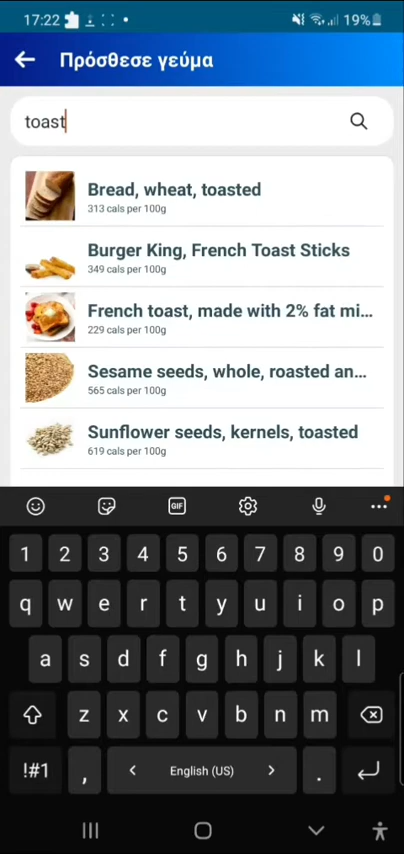 17:22 19%
Πρόσθεσε γεύμα
toast
Bread, wheat, toasted
313 cals per 100g
Burger King, French Toast Sticks
349 cals per 100g
French toast, made with 2% fat mi...
229 cals per 100g
Sesame seeds, whole, roasted an...
565 cals per 100g
Sunflower seeds, kernels, toasted
619 cals per 100g
GIF
1 2 3 4 5 6 7 8 9 0
q w e r t y u i o p
a s d f g h j k l
z x c v b n m
!#1 , < English (US) > .